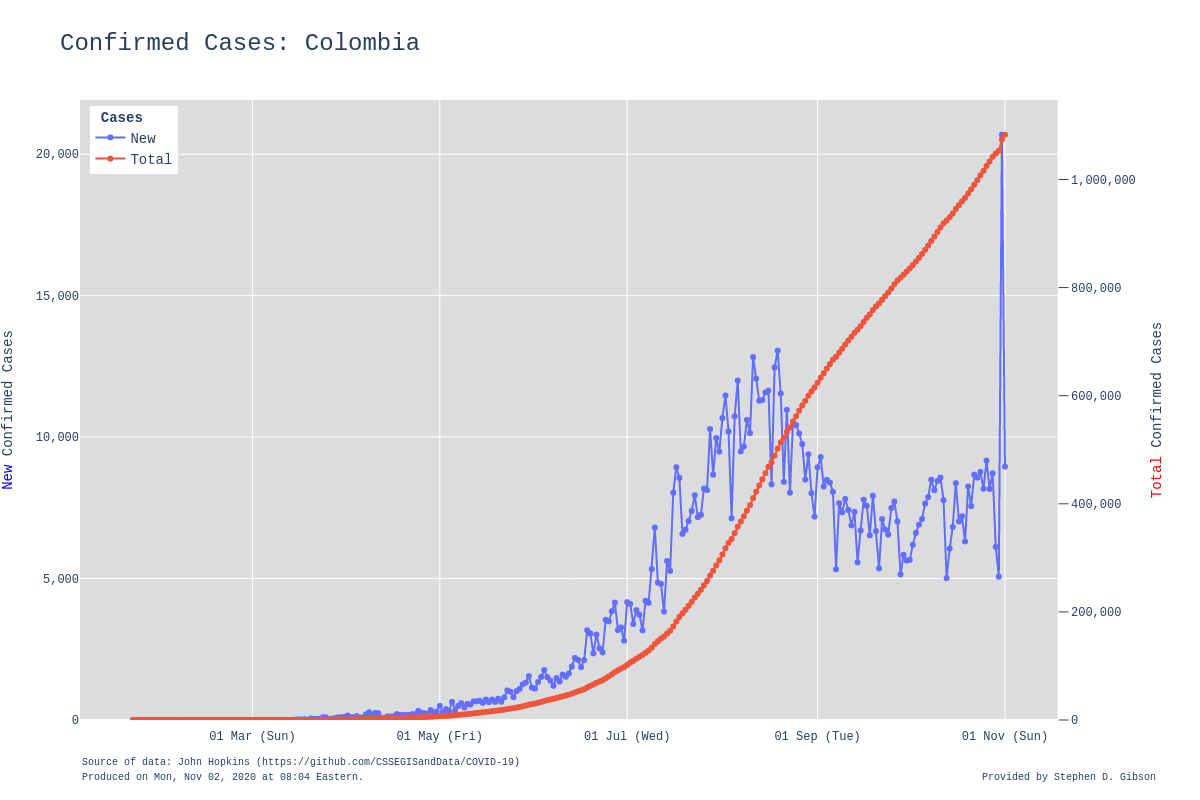 Confirmed Cases: Colombia
Cases
New
Total
20,000
15,000
10,000
5,000
0
New Confirmed Cases
1,000,000
800,000
600,000
400,000
200,000
0
Total Confirmed Cases
01 Mar (Sun)
01 May (Fri)
01 Jul (Wed)
01 Sep (Tue)
01 Nov (Sun)
Source of data: John Hopkins (https://github.com/CSSEGISandData/COVID-19)
Produced on Mon, Nov 02, 2020 at 08:04 Eastern.
Provided by Stephen D. Gibson